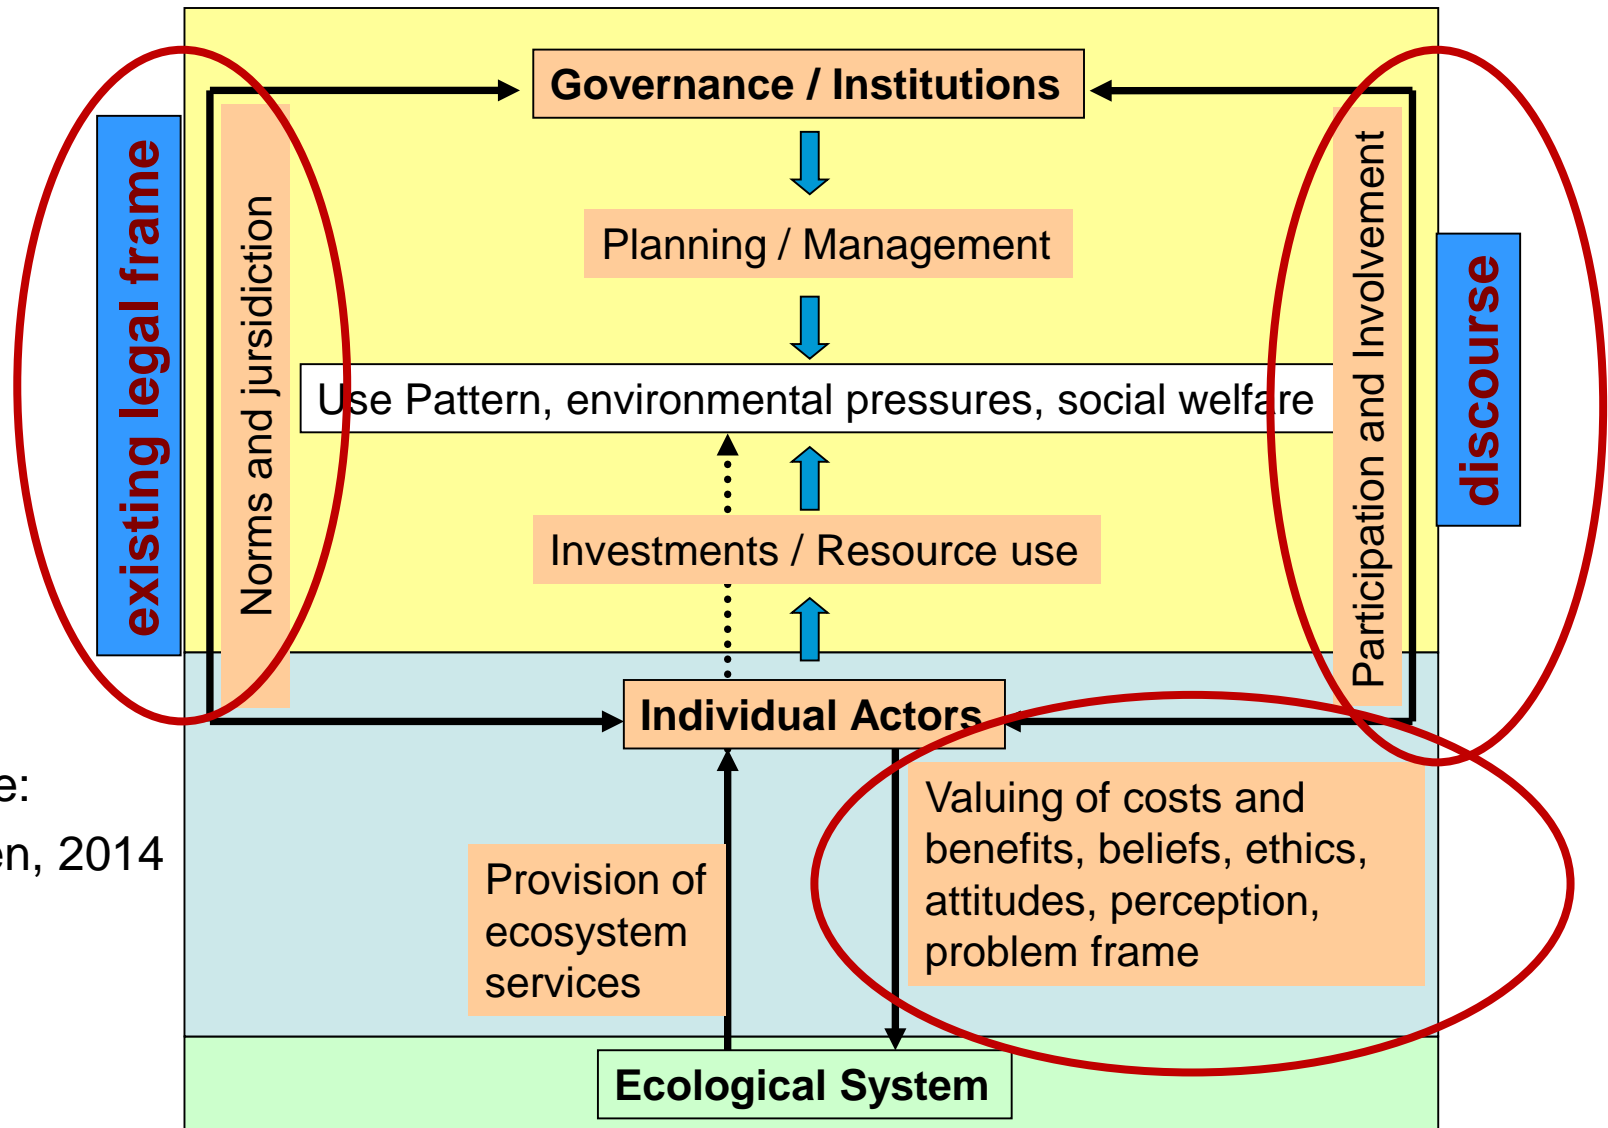 Governance / Institutions
existing legal frame
Norms and jursidiction
Planning / Management
Participation and Involvement
discourse
Use Pattern, environmental pressures, social welfare
Investments / Resource use
Individual Actors
e:
en, 2014
Provision of
ecosystem
services
Valuing of costs and
benefits, beliefs, ethics,
attitudes, perception,
problem frame
Ecological System